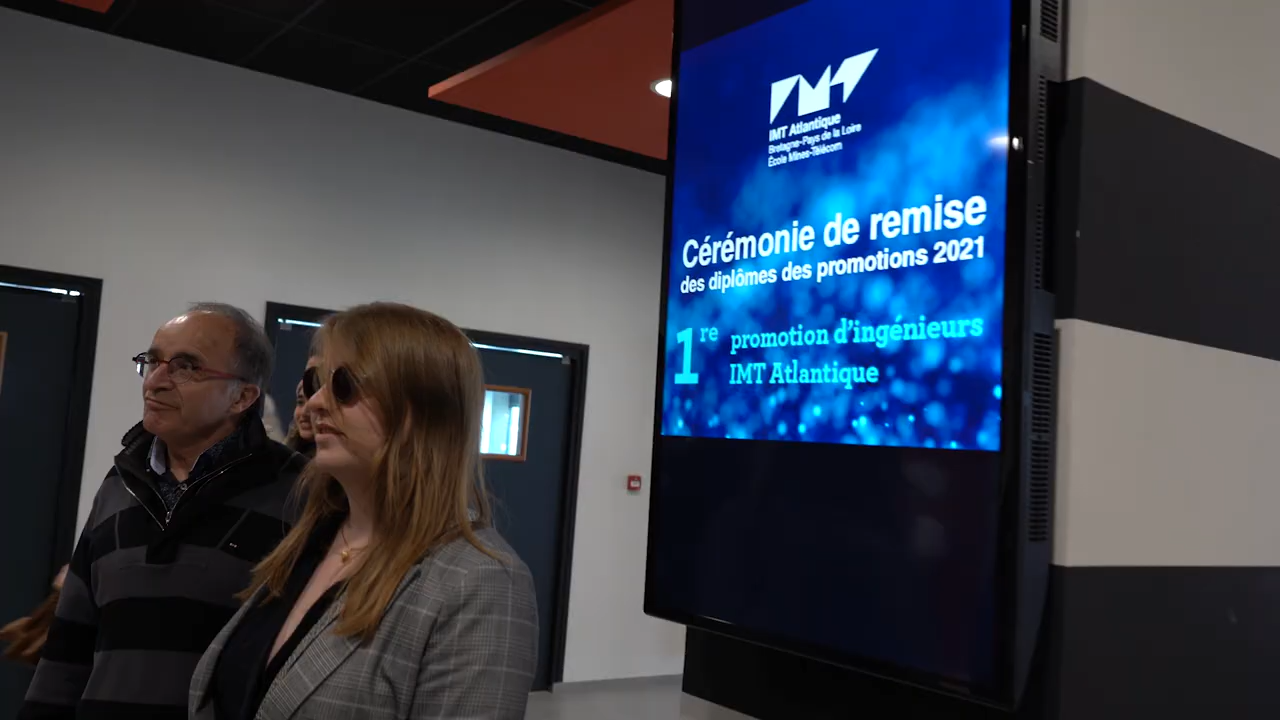 IMT Atlantique
Bretagne-Pays de la Loire
École Mines-Télécom
Cérémonie de remise
des diplômes des promotions 2021
1re promotion d'ingénieurs
IMT Atlantique